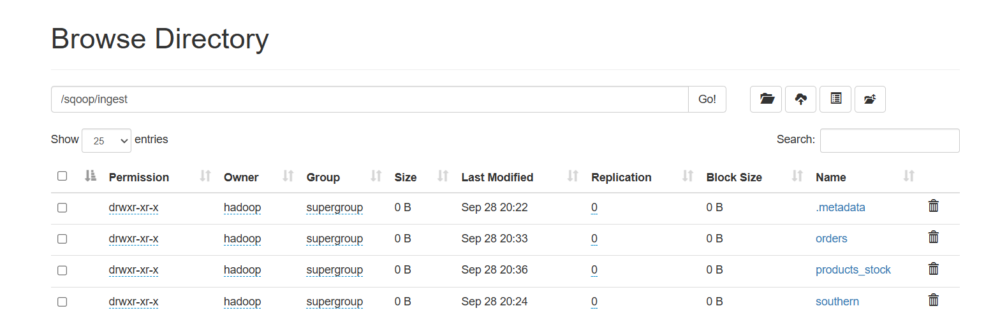 Browse Directory
/sqoop/ingest Go!
Show 25 entries Search:
Permission Owner Group Size Last Modified Replication Block Size Name
drwxr-xr-x hadoop supergroup 0 B Sep 28 20:22 0 0 B .metadata
drwxr-xr-x hadoop supergroup 0 B Sep 28 20:33 0 0 B orders
drwxr-xr-x hadoop supergroup 0 B Sep 28 20:36 0 0 B products_stock
drwxr-xr-x hadoop supergroup 0 B Sep 28 20:24 0 0 B southern